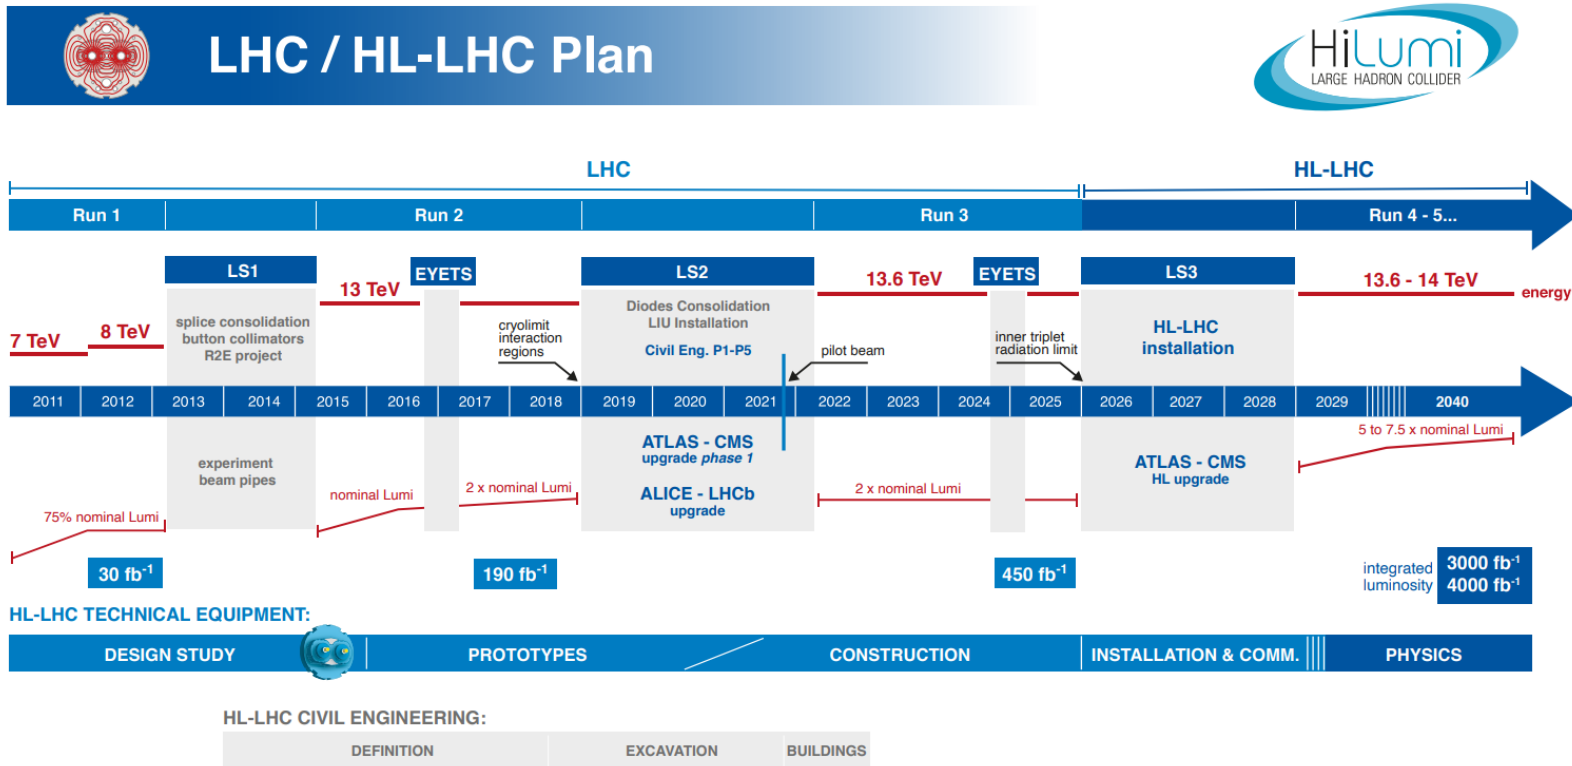 LHC / HL-LHC Plan
HiLumi
LARGE HADRON COLLIDER
LHC
HL-LHC
Run 1
Run 2
Run 3
Run 4 - 5...
LS1
EYETS
LS2
EYETS
LS3
13 TeV
13.6 TeV
13.6 - 14 TeV
energy
7 TeV
8 TeV
splice consolidation
button collimators
R2E project
cryolimit
interaction
regions
Diodes Consolidation
LIU Installation
Civil Eng. P1-P5
pilot beam
inner triplet
radiation limit
HL-LHC
installation
2011
2012
2013
2014
2015
2016
2017
2018
2019
2020
2021
2022
2023
2024
2025
2026
2027
2028
2029
2040
5 to 7.5 x nominal Lumi
experiment
beam pipes
ATLAS - CMS
upgrade phase 1
ALICE - LHCb
upgrade
ATLAS - CMS
HL upgrade
75% nominal Lumi
nominal Lumi
2 x nominal Lumi
2 x nominal Lumi
30 fb⁻¹
190 fb⁻¹
450 fb⁻¹
integrated
luminosity
3000 fb⁻¹
4000 fb⁻¹
HL-LHC TECHNICAL EQUIPMENT:
DESIGN STUDY
PROTOTYPES
CONSTRUCTION
INSTALLATION & COMM.
PHYSICS
HL-LHC CIVIL ENGINEERING:
DEFINITION
EXCAVATION
BUILDINGS